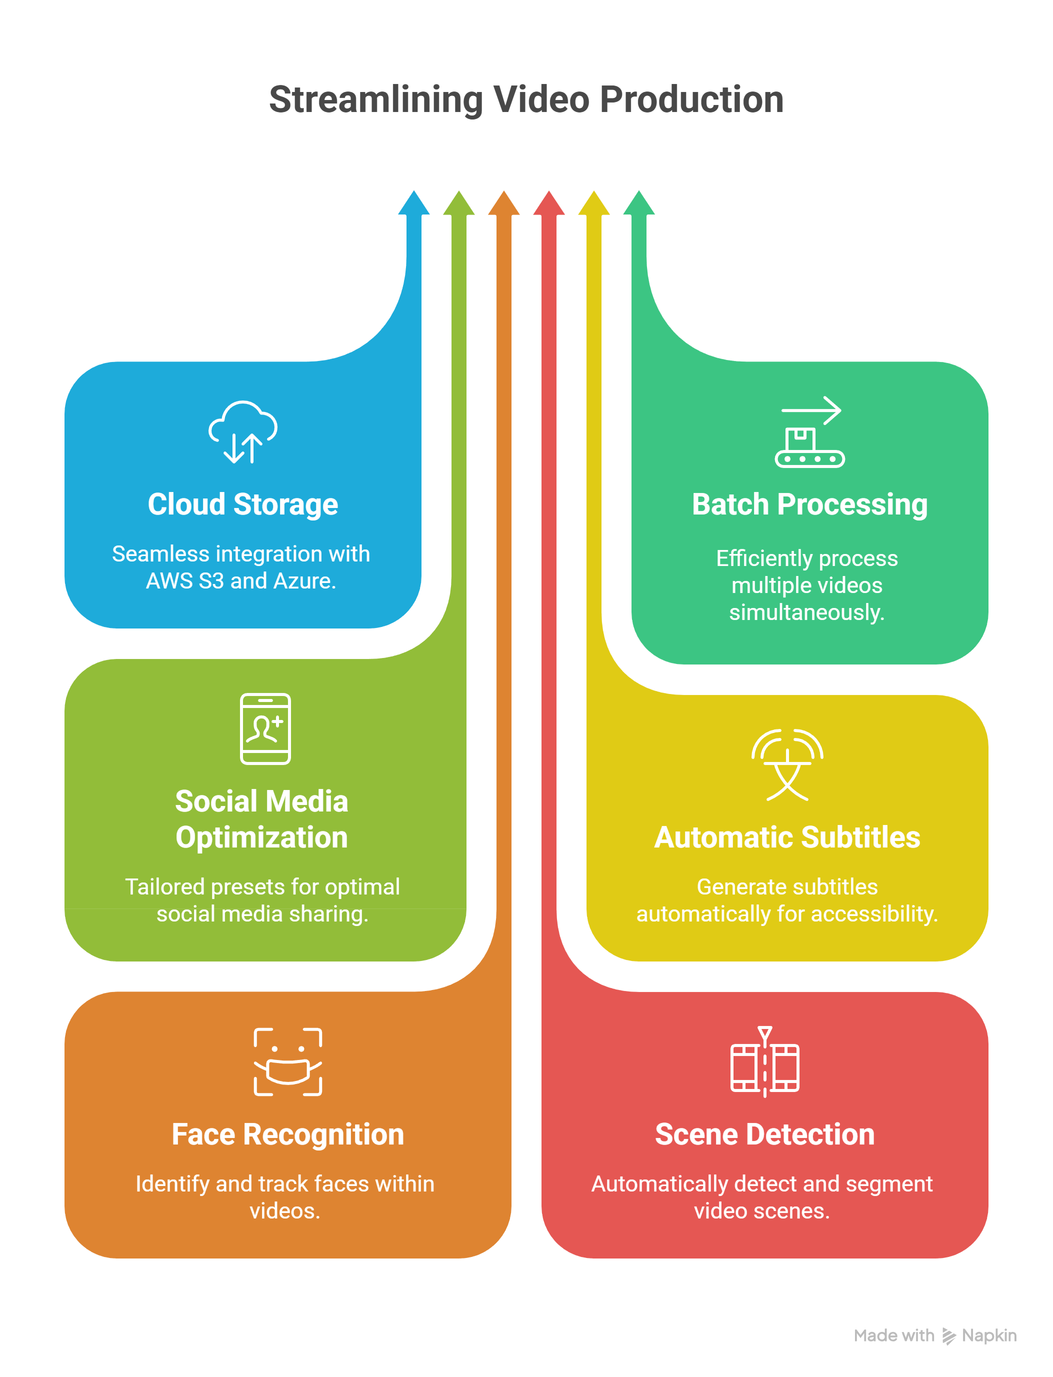 Streamlining Video Production
Cloud Storage
Seamless integration with
AWS S3 and Azure.
Batch Processing
Efficiently process
multiple videos
simultaneously.
Social Media
Optimization
Tailored presets for optimal
social media sharing.
Automatic Subtitles
Generate subtitles
automatically for accessibility.
Face Recognition
Identify and track faces within
videos.
Scene Detection
Automatically detect and segment
video scenes.
Made with Napkin